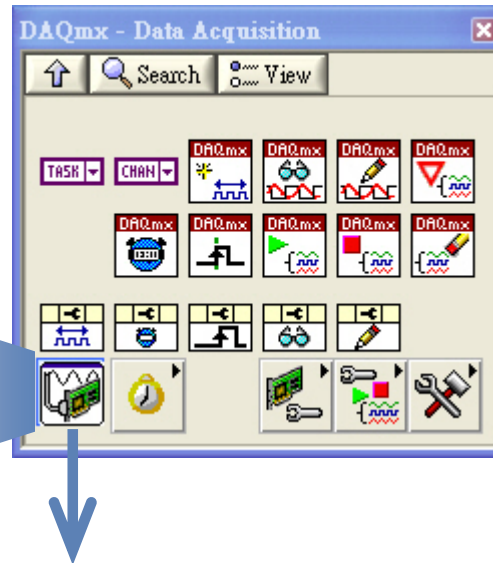 DAQmx - Data Acquisition
Search View
TASK CHAN DAQmx DAQmx DAQmx DAQmx
DAQmx DAQmx DAQmx DAQmx DAQmx